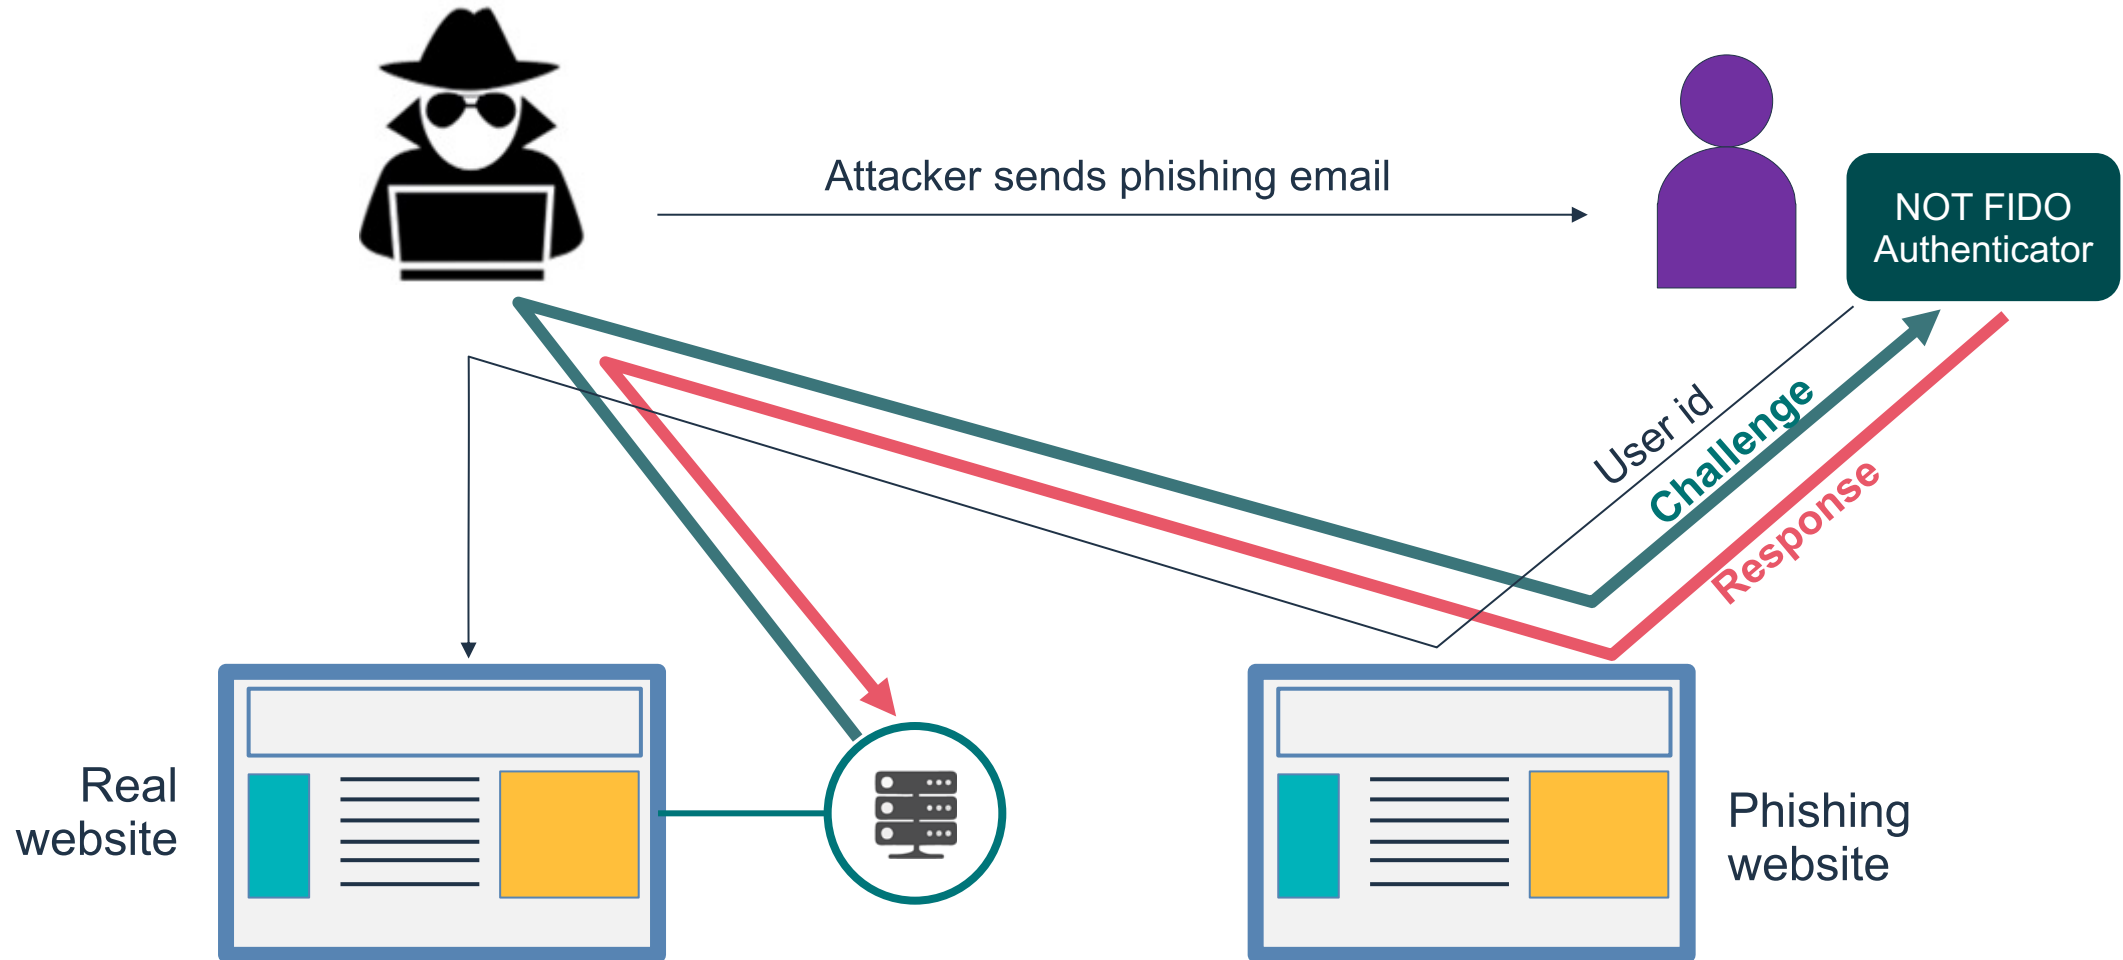 Attacker sends phishing email
NOT FIDO
Authenticator
User id
Challenge
Response
Real
website
Phishing
website